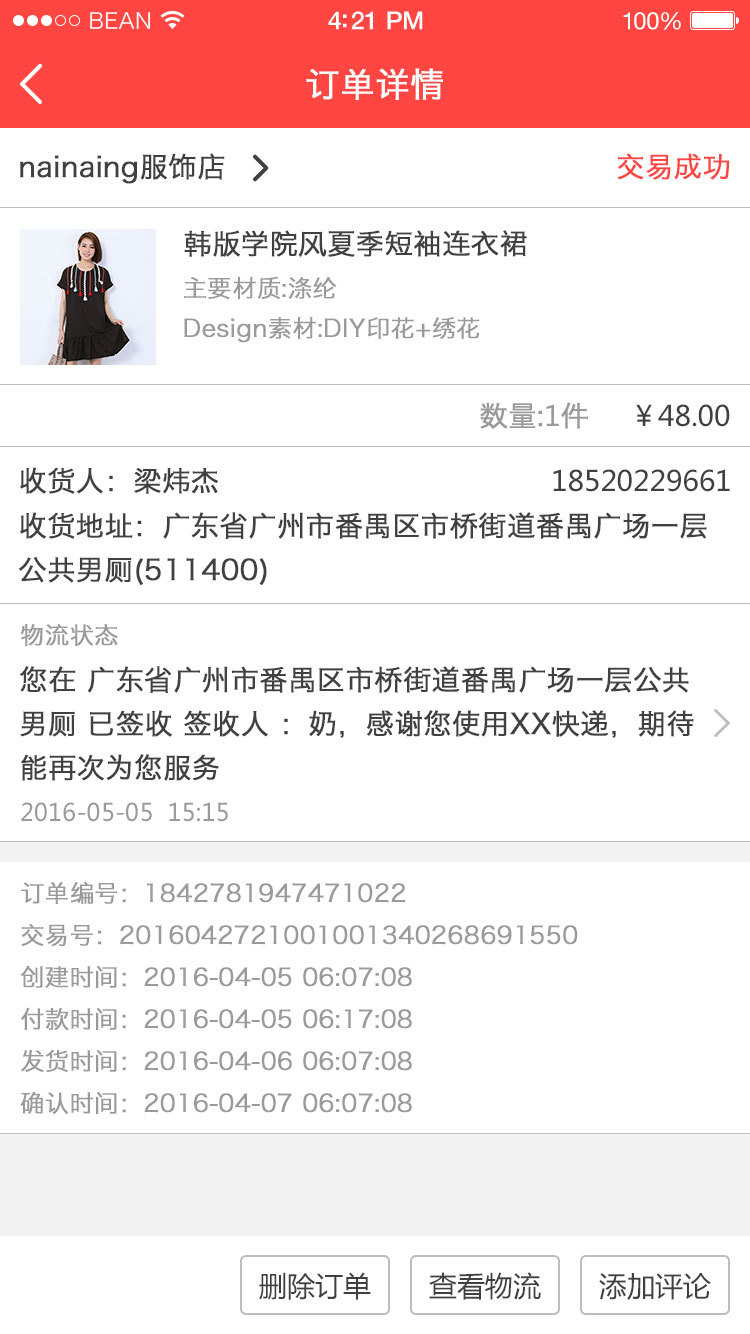 BEAN 4:21 PM 100%
订单详情
nainaing服饰店 交易成功
韩版学院风夏季短袖连衣裙
主要材质:涤纶
Design素材:DIY印花+绣花
数量:1件 ¥48.00
收货人：梁炜杰 18520229661
收货地址：广东省广州市番禺区市桥街道番禺广场一层
公共男厕(511400)
物流状态
您在 广东省广州市番禺区市桥街道番禺广场一层公共
男厕 已签收 签收人 ：奶，感谢您使用XX快递，期待
能再次为您服务
2016-05-05 15:15
订单编号：1842781947471022
交易号：2016042721001001340268691550
创建时间：2016-04-05 06:07:08
付款时间：2016-04-05 06:17:08
发货时间：2016-04-06 06:07:08
确认时间：2016-04-07 06:07:08
删除订单 查看物流 添加评论